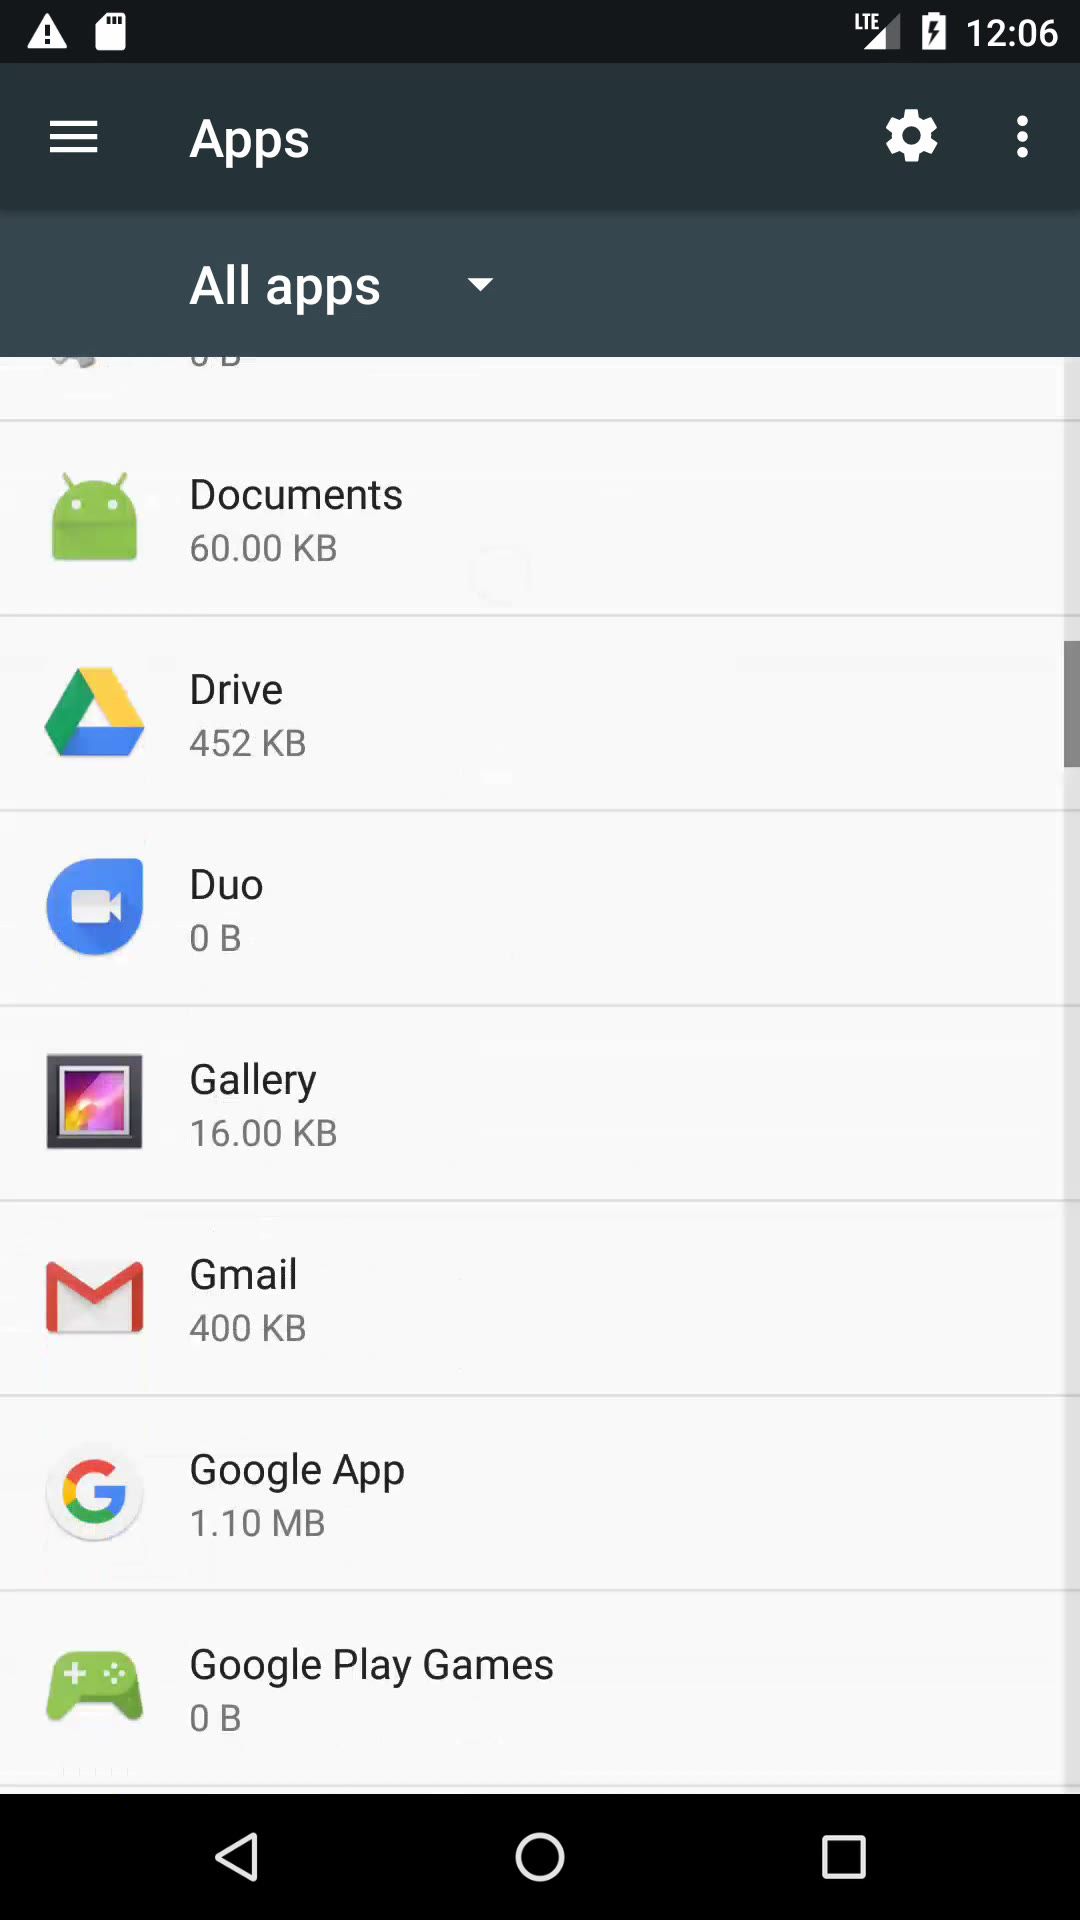 LTE 12:06
Apps
All apps
0 B
Documents
60.00 KB
Drive
452 KB
Duo
0 B
Gallery
16.00 KB
Gmail
400 KB
Google App
1.10 MB
Google Play Games
0 B